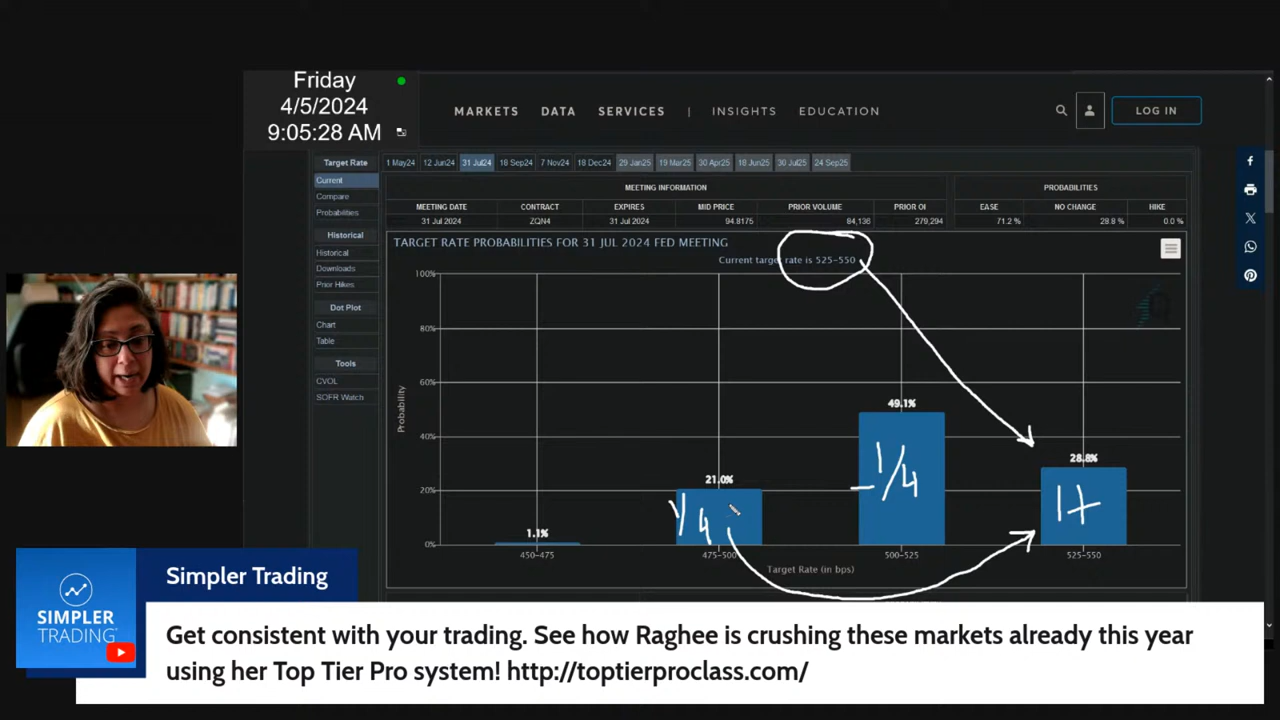 Friday
4/5/2024
9:05:28 AM
MARKETS DATA SERVICES | INSIGHTS EDUCATION
LOG IN
Target Rate
Current
Compare
Probabilities
Historical
Historical
Downloads
Prior Hikes
Dot Plot
Chart
Table
Tools
CVOL
SOFR Watch
1 May24 12 Jun24 31 Jul24 18 Sep24 7 Nov24 18 Dec24 29 Jan25 19 Mar25 30 Apr25 18 Jun25 30 Jul25 24 Sep25
MEETING INFORMATION
MEETING DATE CONTRACT EXPIRES MID PRICE PRIOR VOLUME PRIOR OI
31 Jul 2024 ZQN4 31 Jul 2024 94.8175 84,136 279,294
PROBABILITIES
EASE NO CHANGE HIKE
71.2 % 28.8 % 0.0 %
TARGET RATE PROBABILITIES FOR 31 JUL 2024 FED MEETING
Current target rate is 525-550
Probability
100%
80%
60%
40%
20%
0%
1.1%
21.0%
49.1%
28.8%
1/4
-1/4
450-475 475-500 500-525 525-550
Target Rate (in bps)
SIMPLER
TRADING
Simpler Trading
Get consistent with your trading. See how Raghee is crushing these markets already this year
using her Top Tier Pro system! http://toptierproclass.com/